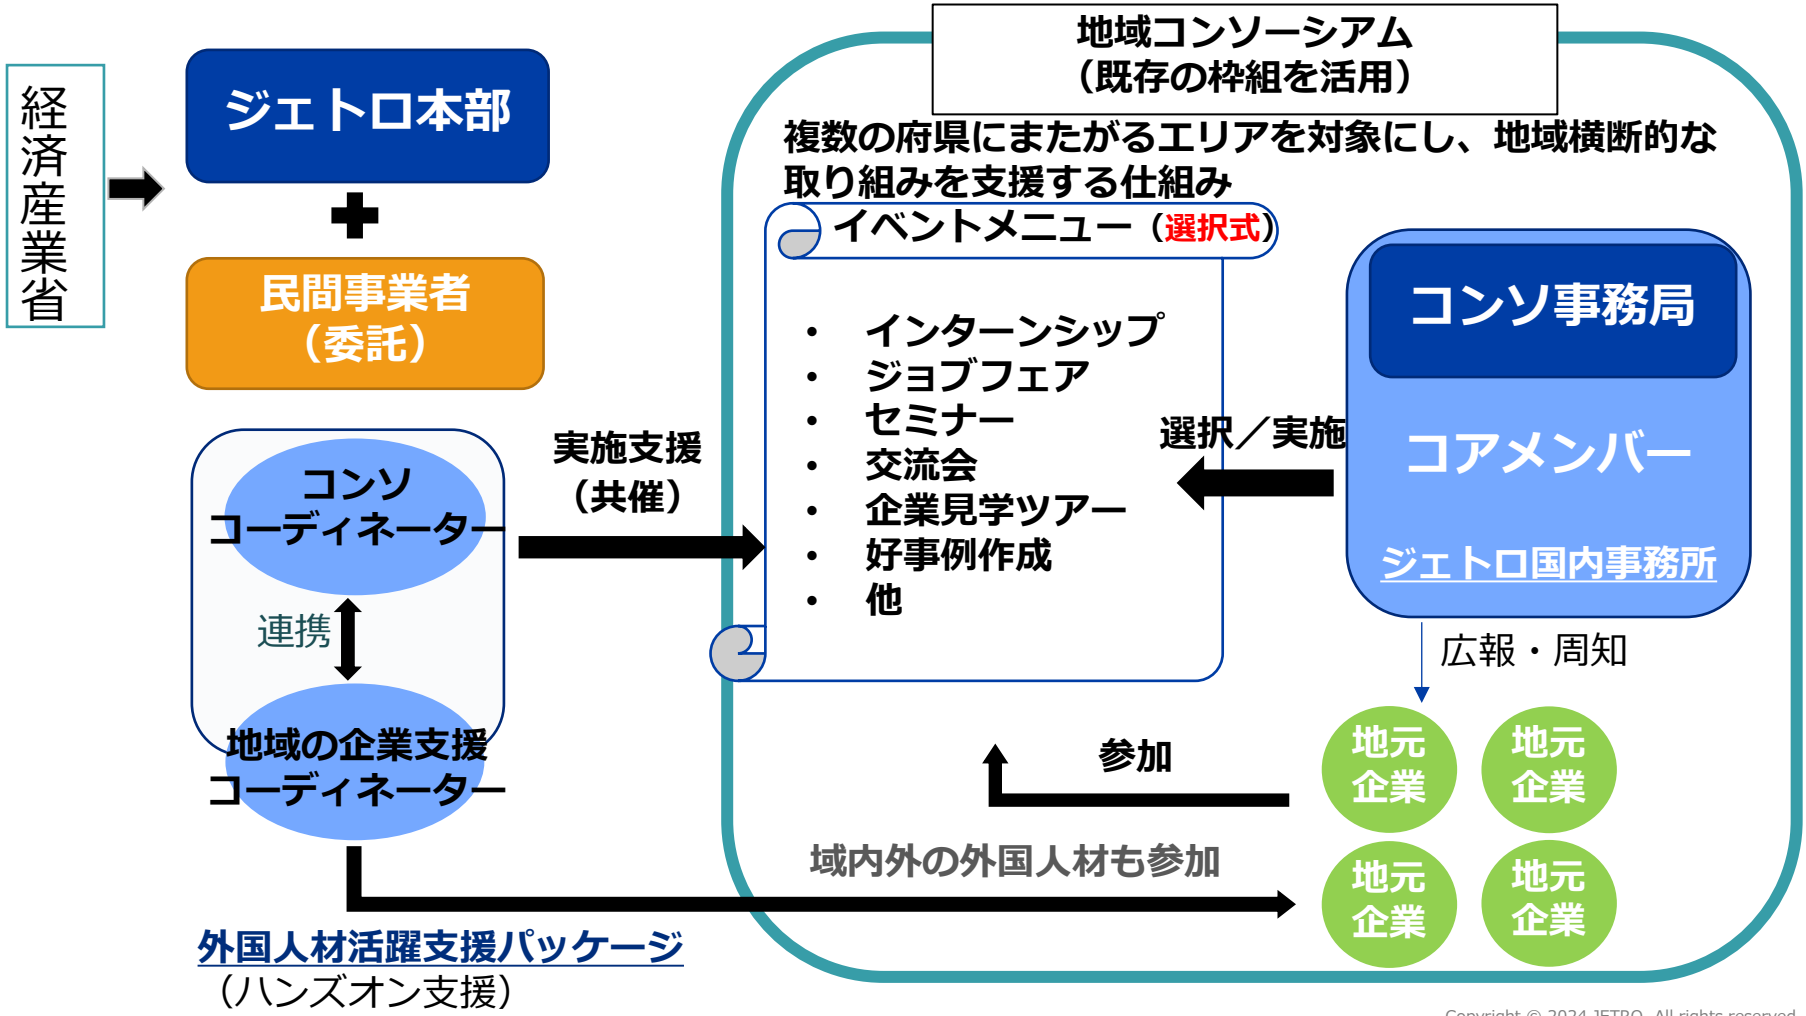 経済産業省
ジェトロ本部
民間事業者
（委託）
コンソ
コーディネーター
連携
地域の企業支援
コーディネーター
外国人材活躍支援パッケージ
（ハンズオン支援）
実施支援
（共催）
地域コンソーシアム
（既存の枠組を活用）
複数の府県にまたがるエリアを対象にし、地域横断的な
取り組みを支援する仕組み
イベントメニュー（選択式）
・ インターンシップ
・ ジョブフェア
・ セミナー
・ 交流会
・ 企業見学ツアー
・ 好事例作成
・ 他
選択／実施
コンソ事務局
コアメンバー
ジェトロ国内事務所
広報・周知
参加
域内外の外国人材も参加
地元
企業
地元
企業
地元
企業
地元
企業
Copyright © 2024 JETRO. All rights reserved.